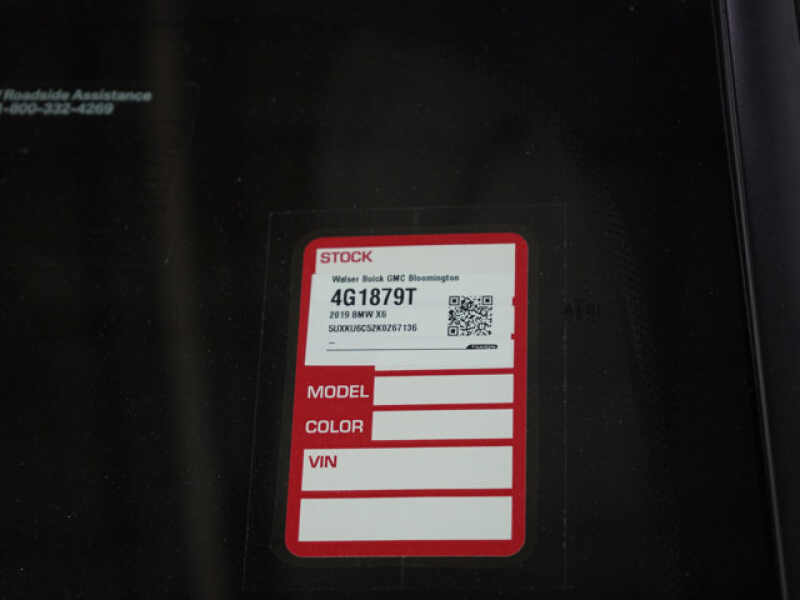 Roadside Assistance
1-800-332-4269
STOCK
Walser Buick GMC Bloomington
4G1879T
2019 BMW X6
5UXKU6C52K0Z67136
MODEL
COLOR
VIN